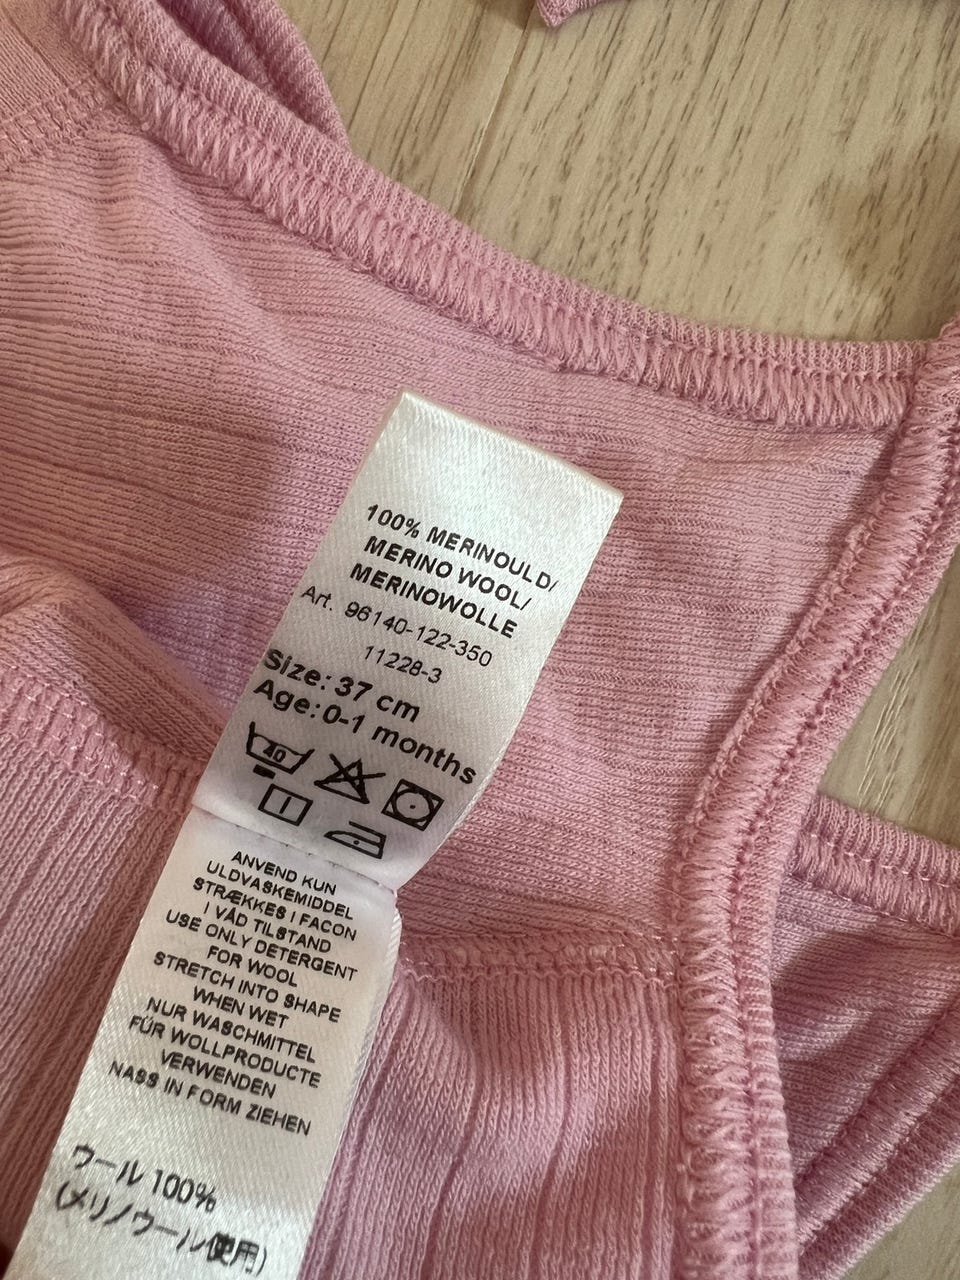 100% MERINOULD/
MERINO WOOL/
MERINOWOLLE
Art. 96140-122-350
11228-3
Size: 37 cm
Age: 0-1 months
40
ANVEND KUN
ULDVASKEMIDDEL
STRÆKKES I FACON
I VÅD TILSTAND
USE ONLY DETERGENT
FOR WOOL
STRETCH INTO SHAPE
WHEN WET
NUR WASCHMITTEL
FÜR WOLLPRODUCTE
VERWENDEN
NASS IN FORM ZIEHEN
ウール 100%
(メリノウール使用)